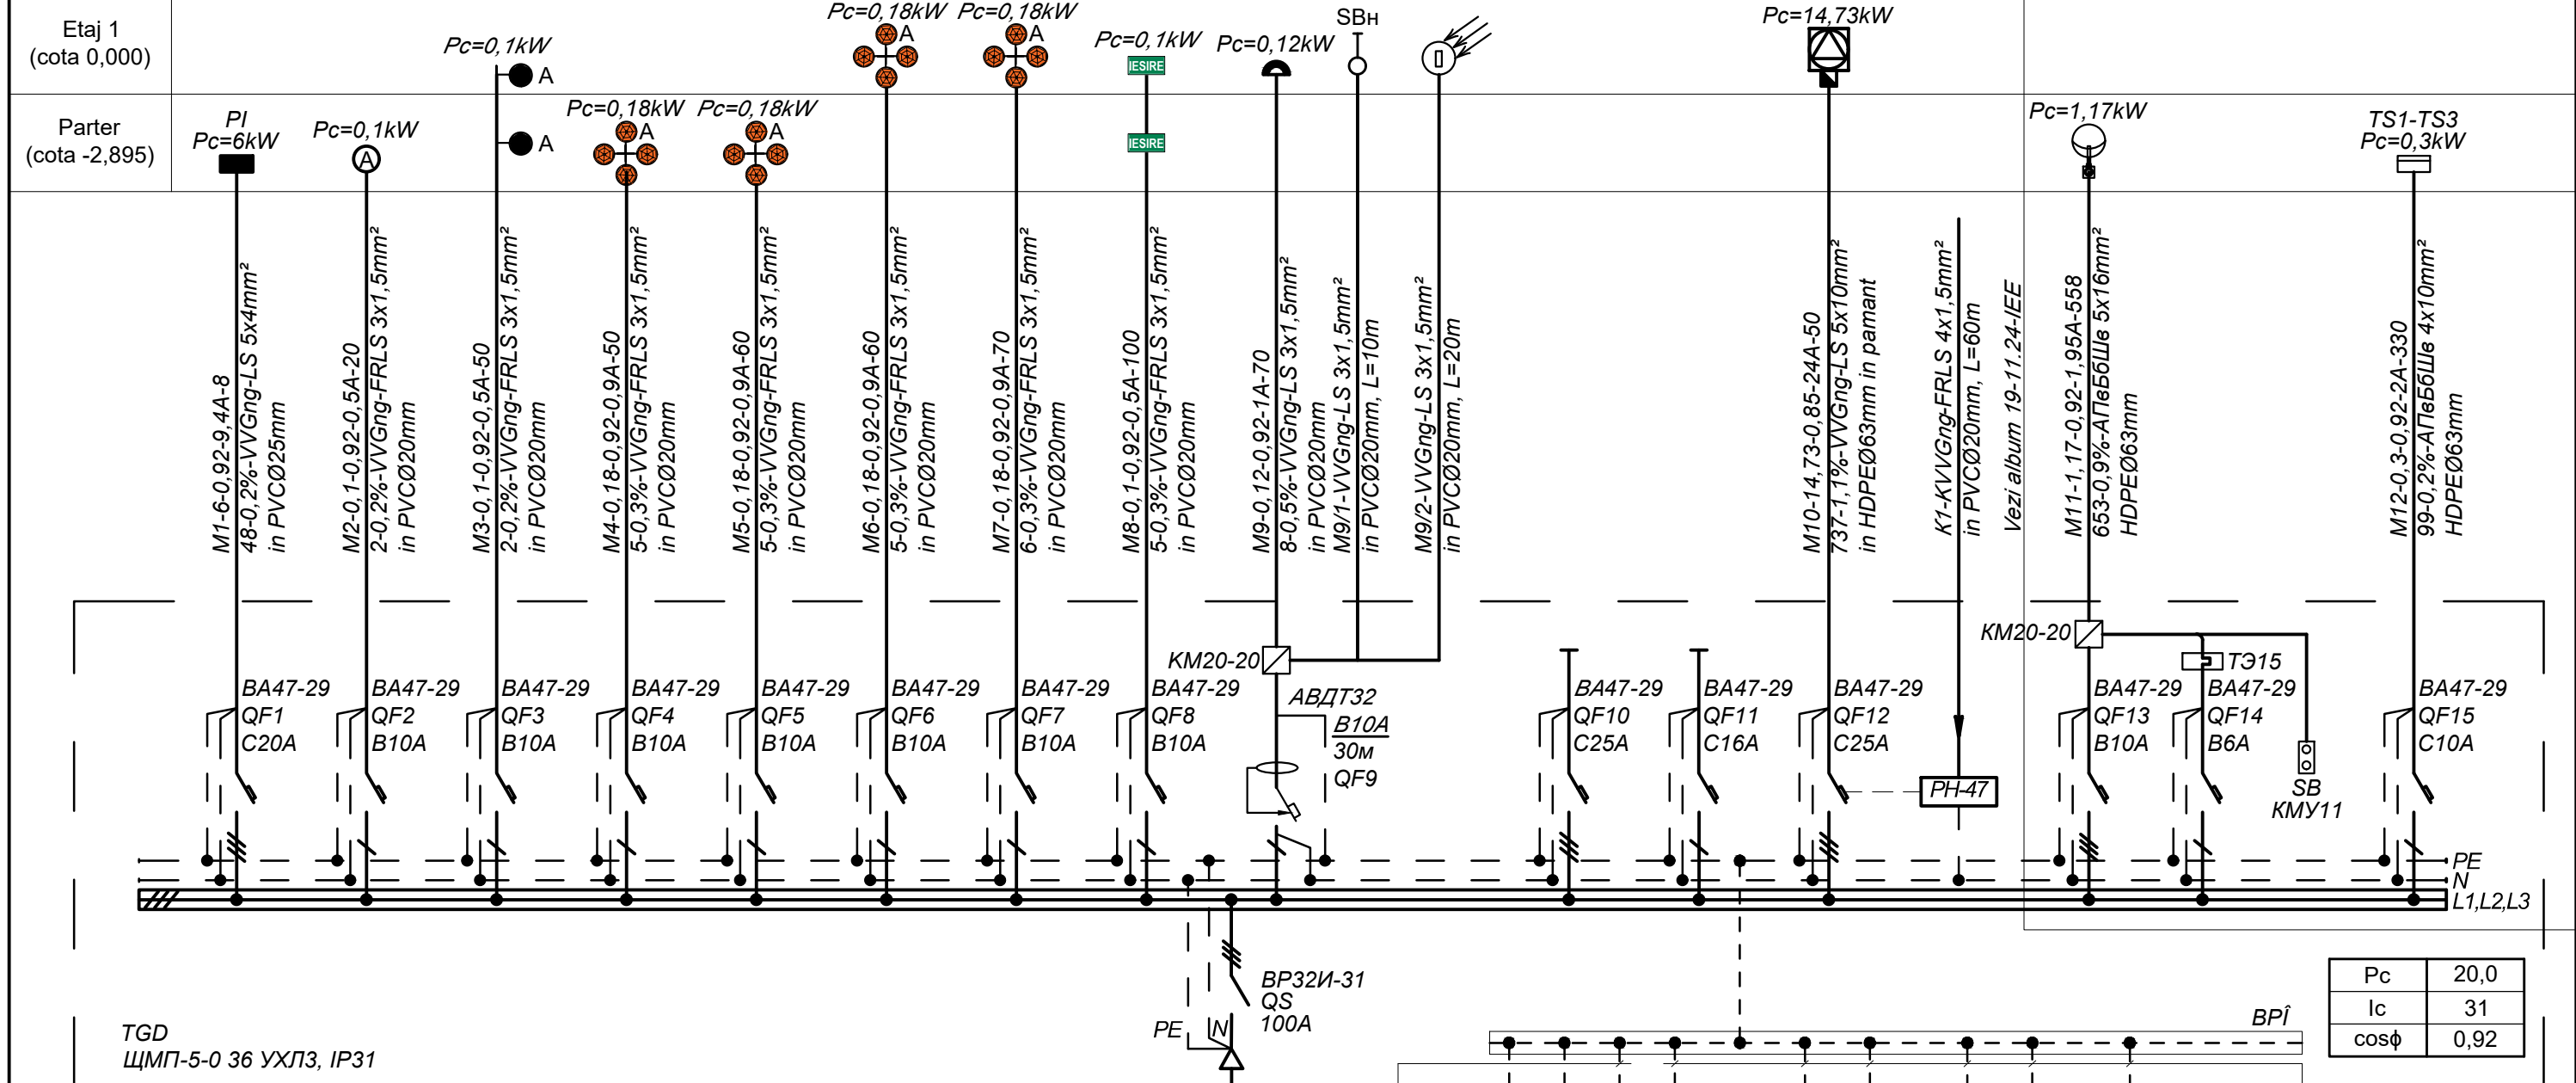 Etaj 1
(cota 0,000)
Pc=0,1kW
Pc=0,18kW
A
Pc=0,18kW
A
Pc=0,1kW
IESIRE
Pc=0,12kW
SBн
Pc=14,73kW
A
Parter
(cota -2,895)
PI
Pc=6kW
Pc=0,1kW
A
A
Pc=0,18kW
A
Pc=0,18kW
A
IESIRE
Pc=1,17kW
TS1-TS3
Pc=0,3kW
M1-6-0,92-9,4A-8
48-0,2%-VVGng-LS 5x4mm²
in PVCØ25mm
M2-0,1-0,92-0,5A-20
2-0,2%-VVGng-FRLS 3x1,5mm²
in PVCØ20mm
M3-0,1-0,92-0,5A-50
2-0,2%-VVGng-FRLS 3x1,5mm²
in PVCØ20mm
M4-0,18-0,92-0,9A-50
5-0,3%-VVGng-FRLS 3x1,5mm²
in PVCØ20mm
M5-0,18-0,92-0,9A-60
5-0,3%-VVGng-FRLS 3x1,5mm²
in PVCØ20mm
M6-0,18-0,92-0,9A-60
5-0,3%-VVGng-FRLS 3x1,5mm²
in PVCØ20mm
M7-0,18-0,92-0,9A-70
6-0,3%-VVGng-FRLS 3x1,5mm²
in PVCØ20mm
M8-0,1-0,92-0,5A-100
5-0,3%-VVGng-FRLS 3x1,5mm²
in PVCØ20mm
M9-0,12-0,92-1A-70
8-0,5%-VVGng-LS 3x1,5mm²
in PVCØ20mm
M9/1-VVGng-LS 3x1,5mm²
in PVCØ20mm, L=10m
M9/2-VVGng-LS 3x1,5mm²
in PVCØ20mm, L=20m
M10-14,73-0,85-24A-50
737-1,1%-VVGng-LS 5x10mm²
in HDPEØ63mm in pamant
K1-KVVGng-FRLS 4x1,5mm²
in PVCØ20mm, L=60m
Vezi album 19-11.24-IEE
M11-1,17-0,92-1,95A-558
653-0,9%-АПвБбШв 5x16mm²
HDPEØ63mm
M12-0,3-0,92-2A-330
99-0,2%-АПвБбШв 4x10mm²
HDPEØ63mm
KM20-20
КМ20-20
ТЭ15
BA47-29
QF1
C20A
BA47-29
QF2
B10A
BA47-29
QF3
B10A
BA47-29
QF4
B10A
BA47-29
QF5
B10A
BA47-29
QF6
B10A
BA47-29
QF7
B10A
BA47-29
QF8
B10A
АВДТ32
B10A
30м
QF9
BA47-29
QF10
C25A
BA47-29
QF11
C16A
BA47-29
QF12
C25A
PH-47
BA47-29
QF13
B10A
BA47-29
QF14
B6A
SB
КМУ11
BA47-29
QF15
C10A
PE
N
L1,L2,L3
ВР32И-31
QS
100A
PE
N
TGD
ЩМП-5-0 36 УХЛ3, IP31
BPÎ
Pc 20,0
Ic 31
cosϕ 0,92